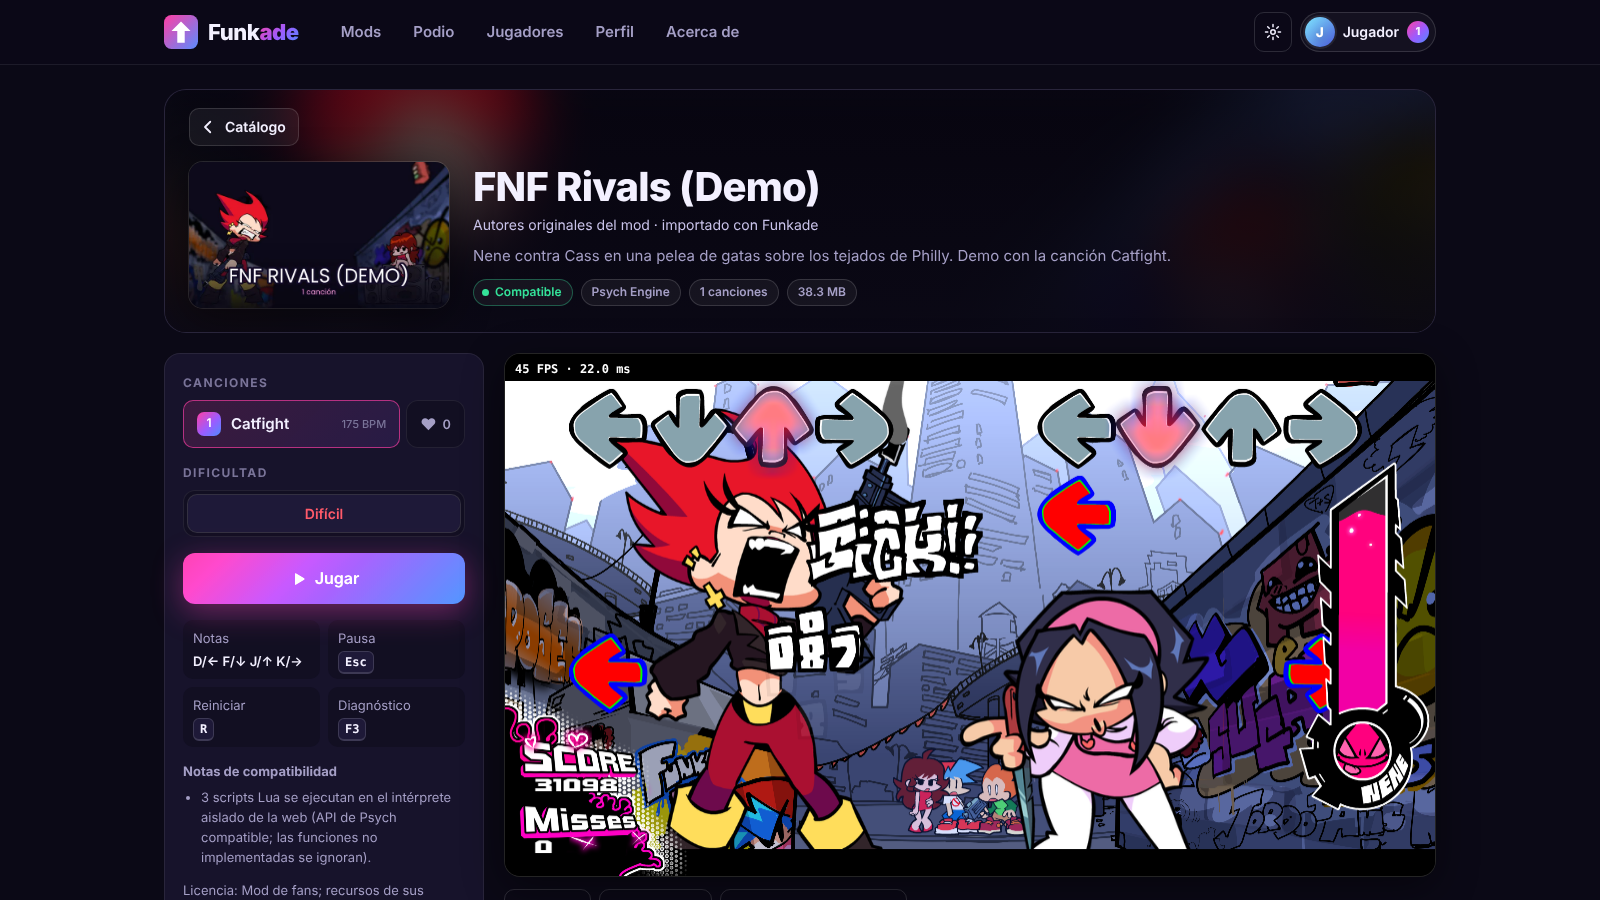 Funkade
Mods
Podio
Jugadores
Perfil
Acerca de
J
Jugador
1
Catálogo
FNF RIVALS (DEMO)
1 canción
FNF Rivals (Demo)
Autores originales del mod · importado con Funkade
Nene contra Cass en una pelea de gatas sobre los tejados de Philly. Demo con la canción Catfight.
Compatible
Psych Engine
1 canciones
38.3 MB
CANCIONES
1
Catfight
175 BPM
0
DIFICULTAD
Difícil
Jugar
Notas
D/← F/↓ J/↑ K/→
Pausa
Esc
Reiniciar
R
Diagnóstico
F3
Notas de compatibilidad
• 3 scripts Lua se ejecutan en el intérprete
aislado de la web (API de Psych
compatible; las funciones no
implementadas se ignoran).
Licencia: Mod de fans; recursos de sus
45 FPS · 22.0 ms
SICK!!
087
SCORE
31098
Misses
0
FUNK
NENE